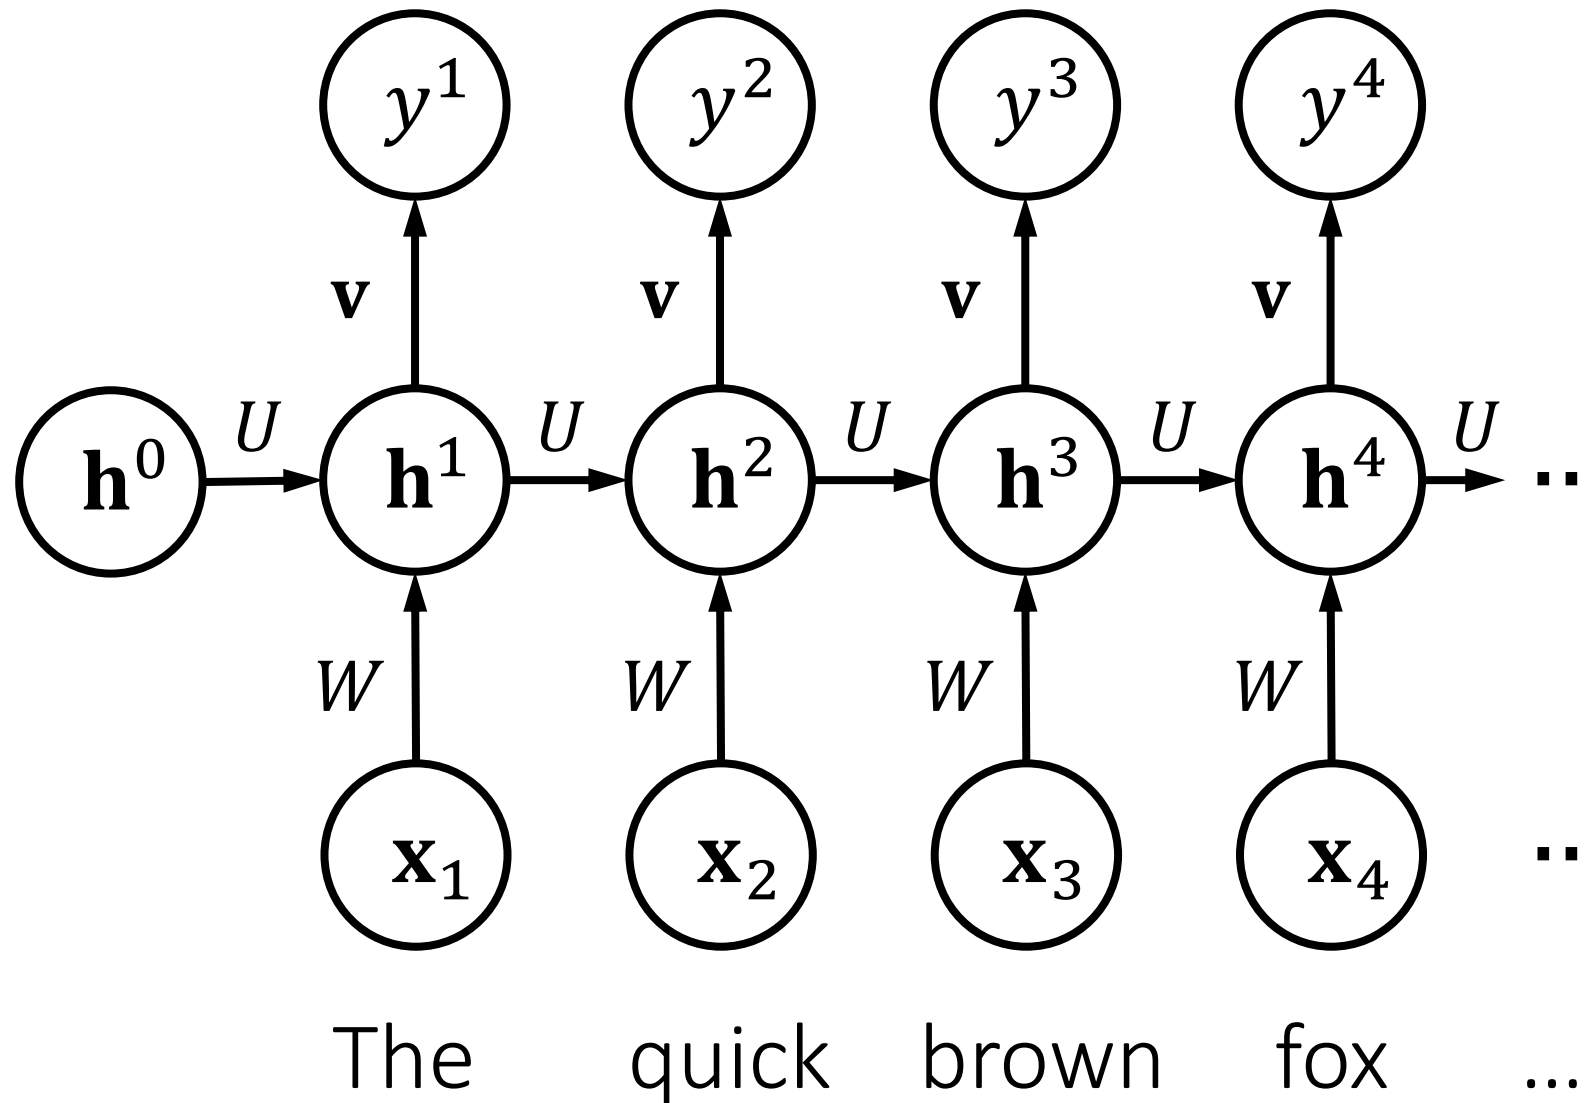 y¹ y² y³ y⁴
v v v v
U U U U U
h⁰ h¹ h² h³ h⁴ ..
W W W W
x₁ x₂ x₃ x₄ ..
The quick brown fox ...